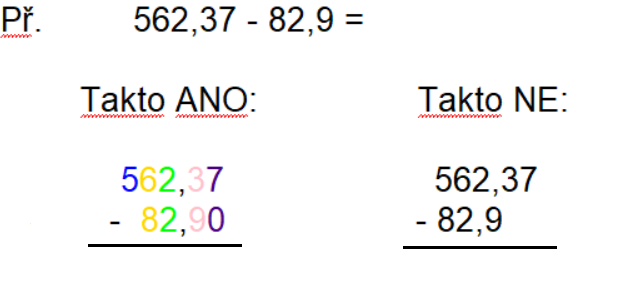 Př. 562,37 - 82,9 =
Takto ANO: Takto NE:
562,37 562,37
- 82,90 - 82,9